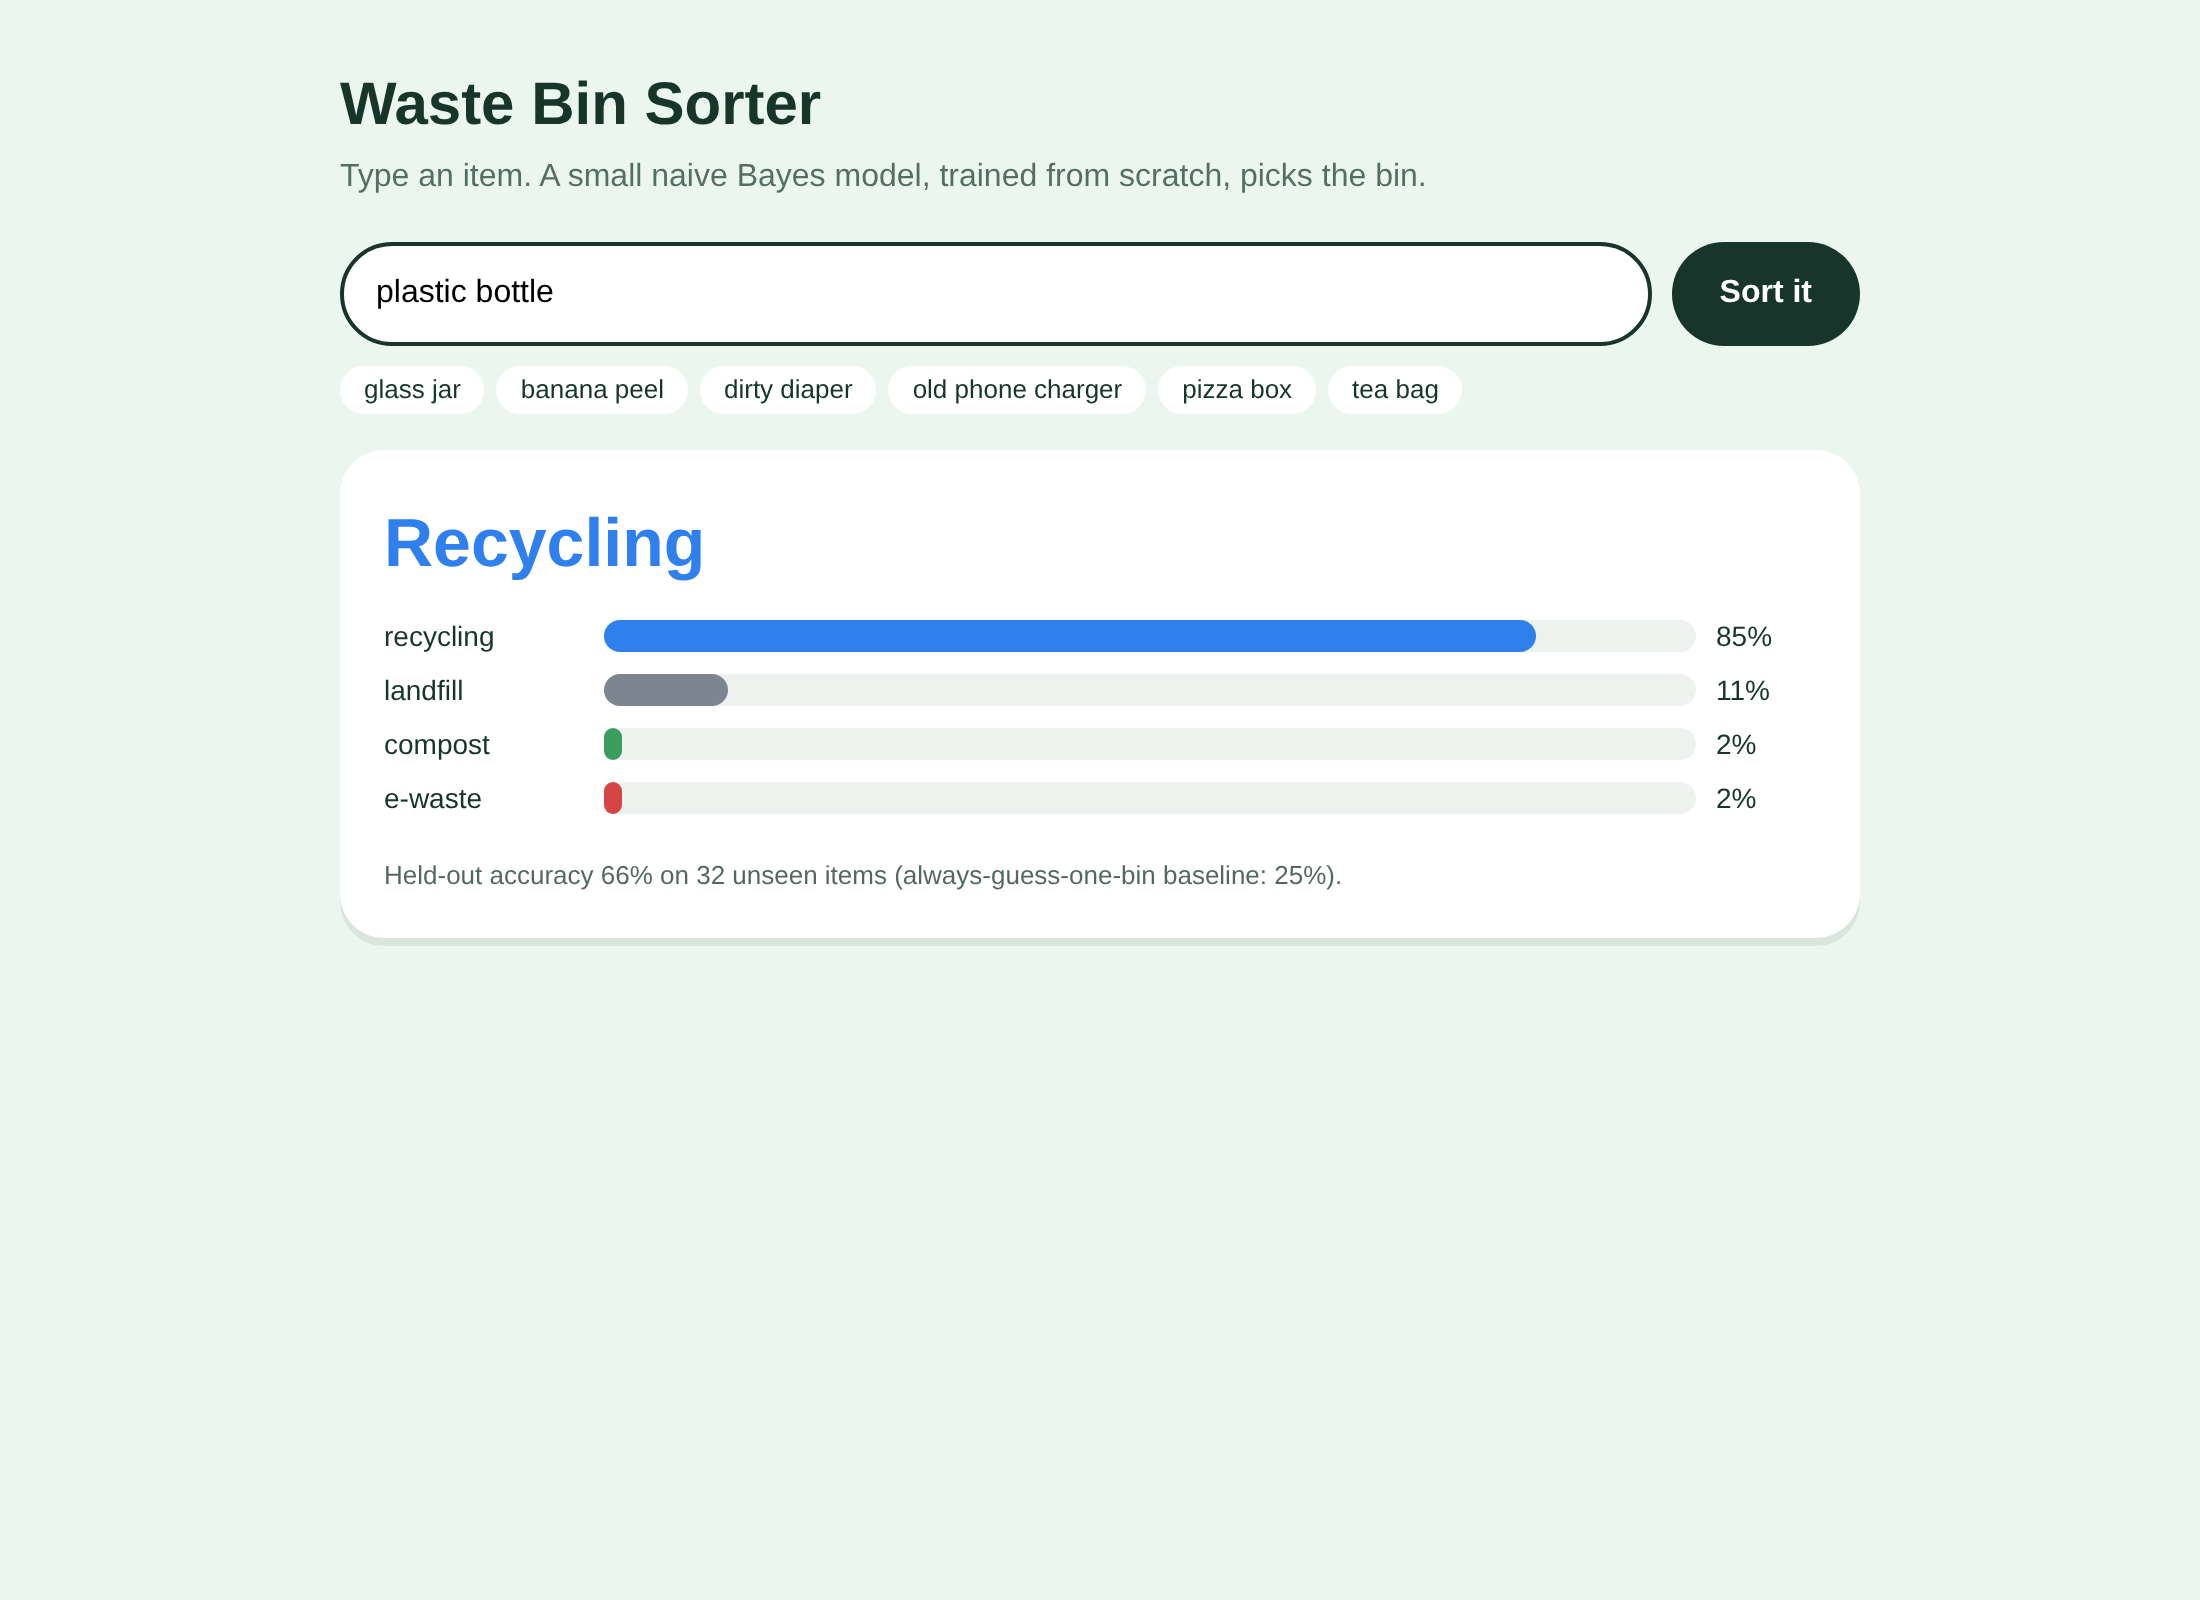 Waste Bin Sorter
Type an item. A small naive Bayes model, trained from scratch, picks the bin.
plastic bottle
Sort it
glass jar
banana peel
dirty diaper
old phone charger
pizza box
tea bag
Recycling
recycling 85%
landfill 11%
compost 2%
e-waste 2%
Held-out accuracy 66% on 32 unseen items (always-guess-one-bin baseline: 25%).